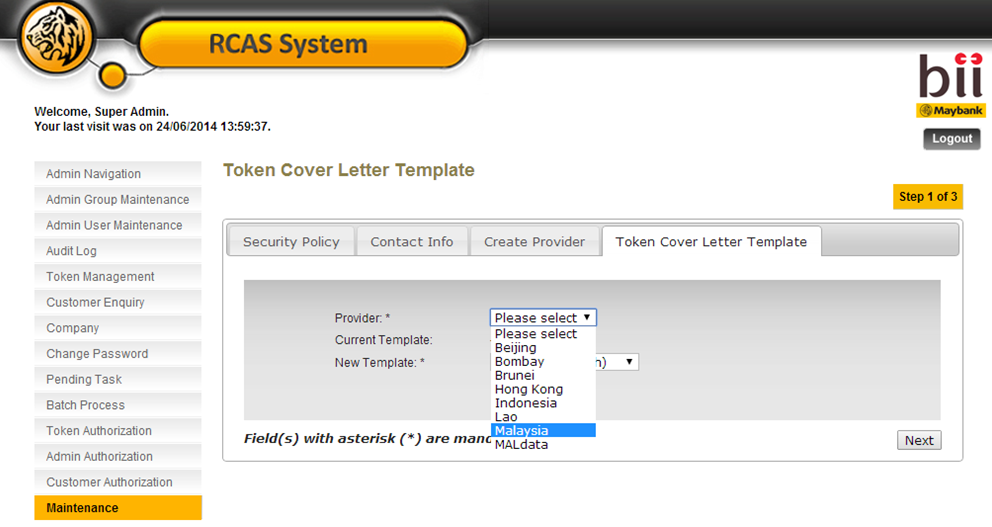 RCAS System
bii
Maybank
Welcome, Super Admin.
Your last visit was on 24/06/2014 13:59:37.
Logout
Admin Navigation
Admin Group Maintenance
Admin User Maintenance
Audit Log
Token Management
Customer Enquiry
Company
Change Password
Pending Task
Batch Process
Token Authorization
Admin Authorization
Customer Authorization
Maintenance
Token Cover Letter Template
Step 1 of 3
Security Policy Contact Info Create Provider Token Cover Letter Template
Provider: * Please select
Please select
Beijing
Bombay
Brunei
Hong Kong
Indonesia
Lao
Malaysia
MALdata
Current Template:
New Template: * h)
Field(s) with asterisk (*) are
Next